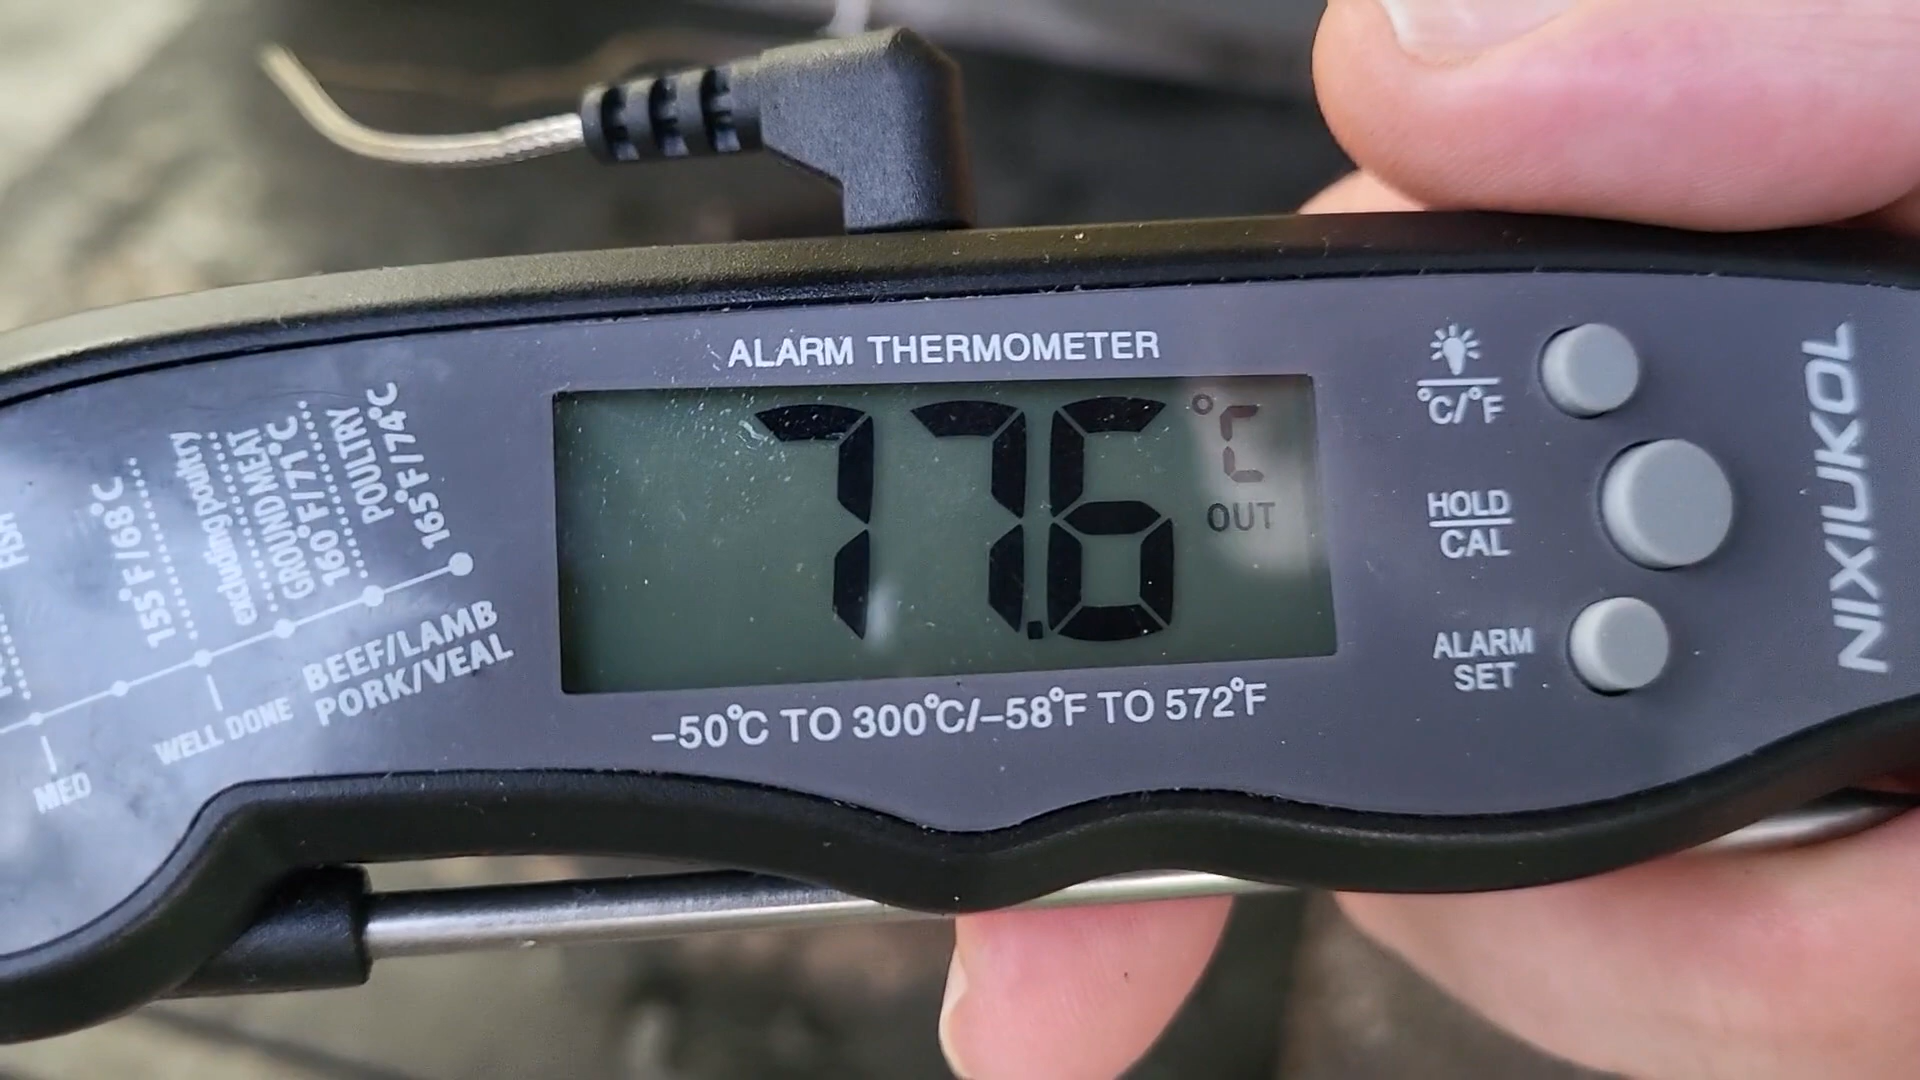 ALARM THERMOMETER
77.6 °C
OUT
-50°C TO 300°C/-58°F TO 572°F
°C/°F
HOLD
CAL
ALARM
SET
NIXIUKOL
FISH
155°F/68°C
excluding poultry
GROUND MEAT
160°F/71°C
POULTRY
165°F/74°C
BEEF/LAMB
PORK/VEAL
WELL DONE
MED